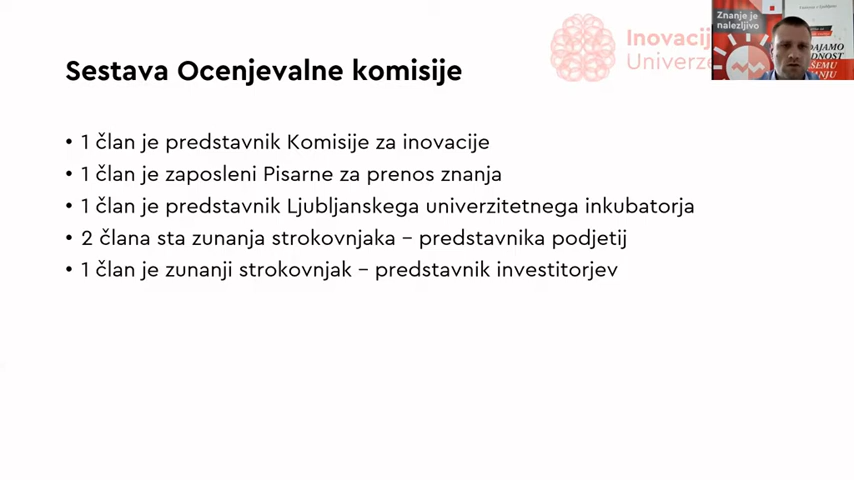 Inovacij
Univerze
Znanje je
nalezljivo
Sestava Ocenjevalne komisije
• 1 član je predstavnik Komisije za inovacije
• 1 član je zaposleni Pisarne za prenos znanja
• 1 član je predstavnik Ljubljanskega univerzitetnega inkubatorja
• 2 člana sta zunanja strokovnjaka – predstavnika podjetij
• 1 član je zunanji strokovnjak – predstavnik investitorjev